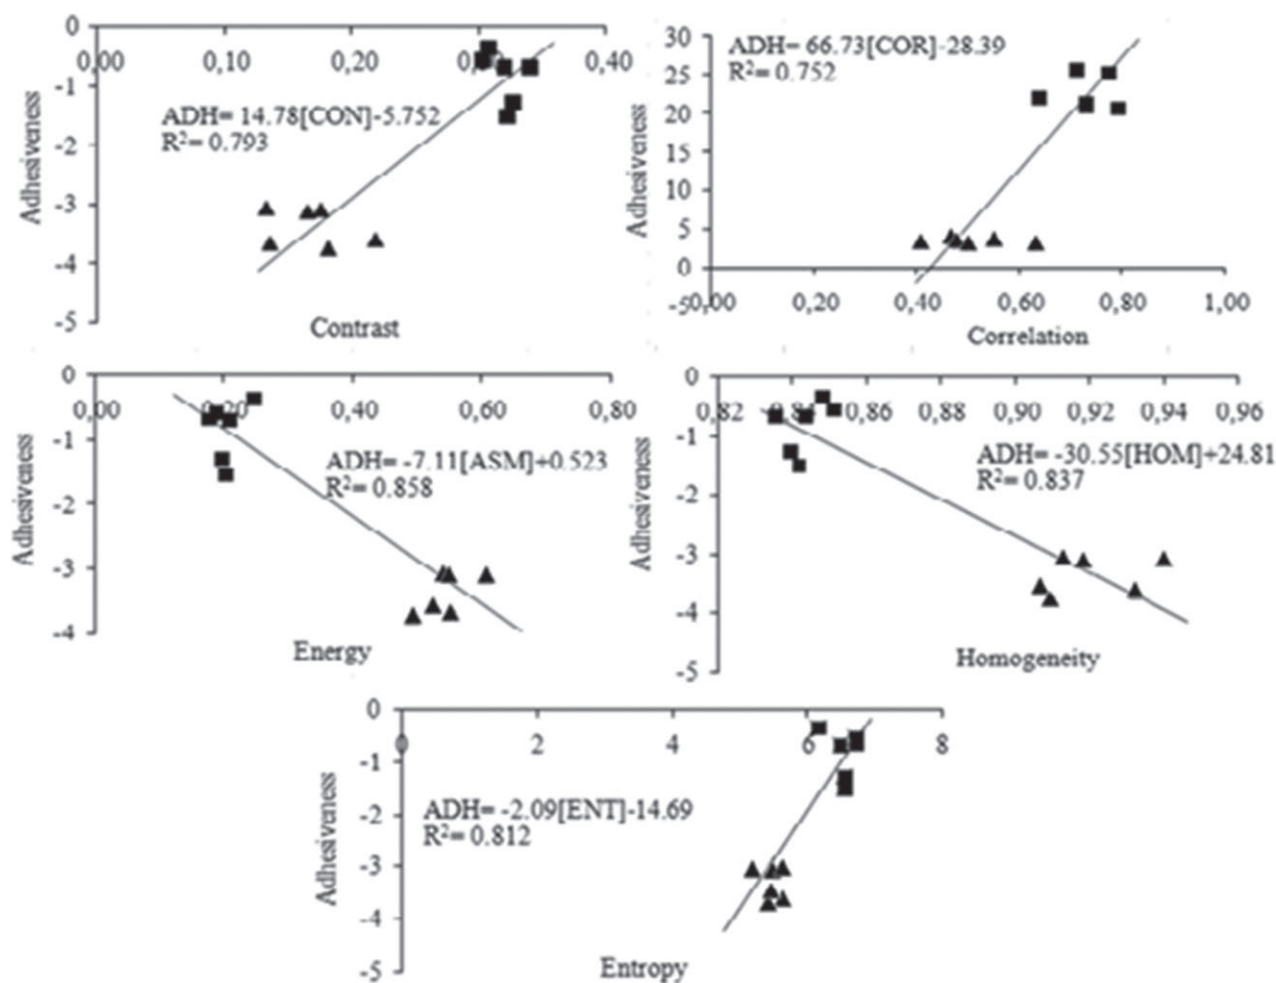 0
0,00 0,10 0,20 0,40
-1
-2
-3
-4
-5
Adhesiveness
ADH= 14.78[CON]-5.752
R²= 0.793
Contrast
30
25
20
15
10
5
0
-5
0,00 0,20 0,40 0,60 0,80 1,00
Adhesiveness
ADH= 66.73[COR]-28.39
R²= 0.752
Correlation
0
0,00 0,20 0,40 0,60 0,80
-1
-2
-3
-4
Adhesiveness
ADH= -7.11[ASM]+0.523
R²= 0.858
Energy
0
0,82 0,86 0,88 0,90 0,92 0,94 0,96
-1
-2
-3
-4
-5
Adhesiveness
ADH= -30.55[HOM]+24.81
R²= 0.837
Homogeneity
0
0 2 4 6 8
-1
-2
-3
-4
-5
Adhesiveness
ADH= -2.09[ENT]-14.69
R²= 0.812
Entropy